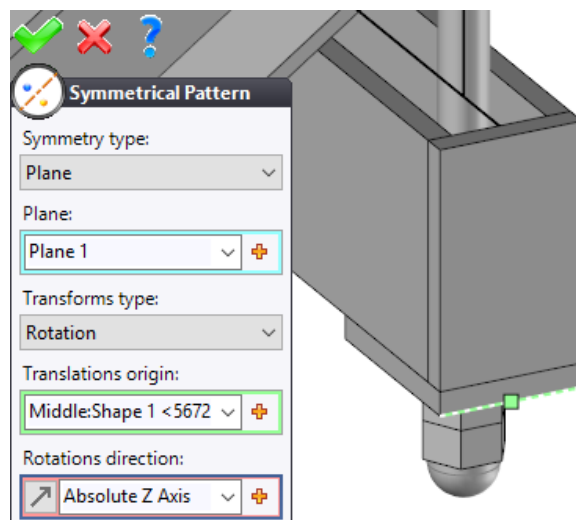 Symmetrical Pattern
Symmetry type:
Plane
Plane:
Plane 1
Transforms type:
Rotation
Translations origin:
Middle:Shape 1 <5672
Rotations direction:
Absolute Z Axis